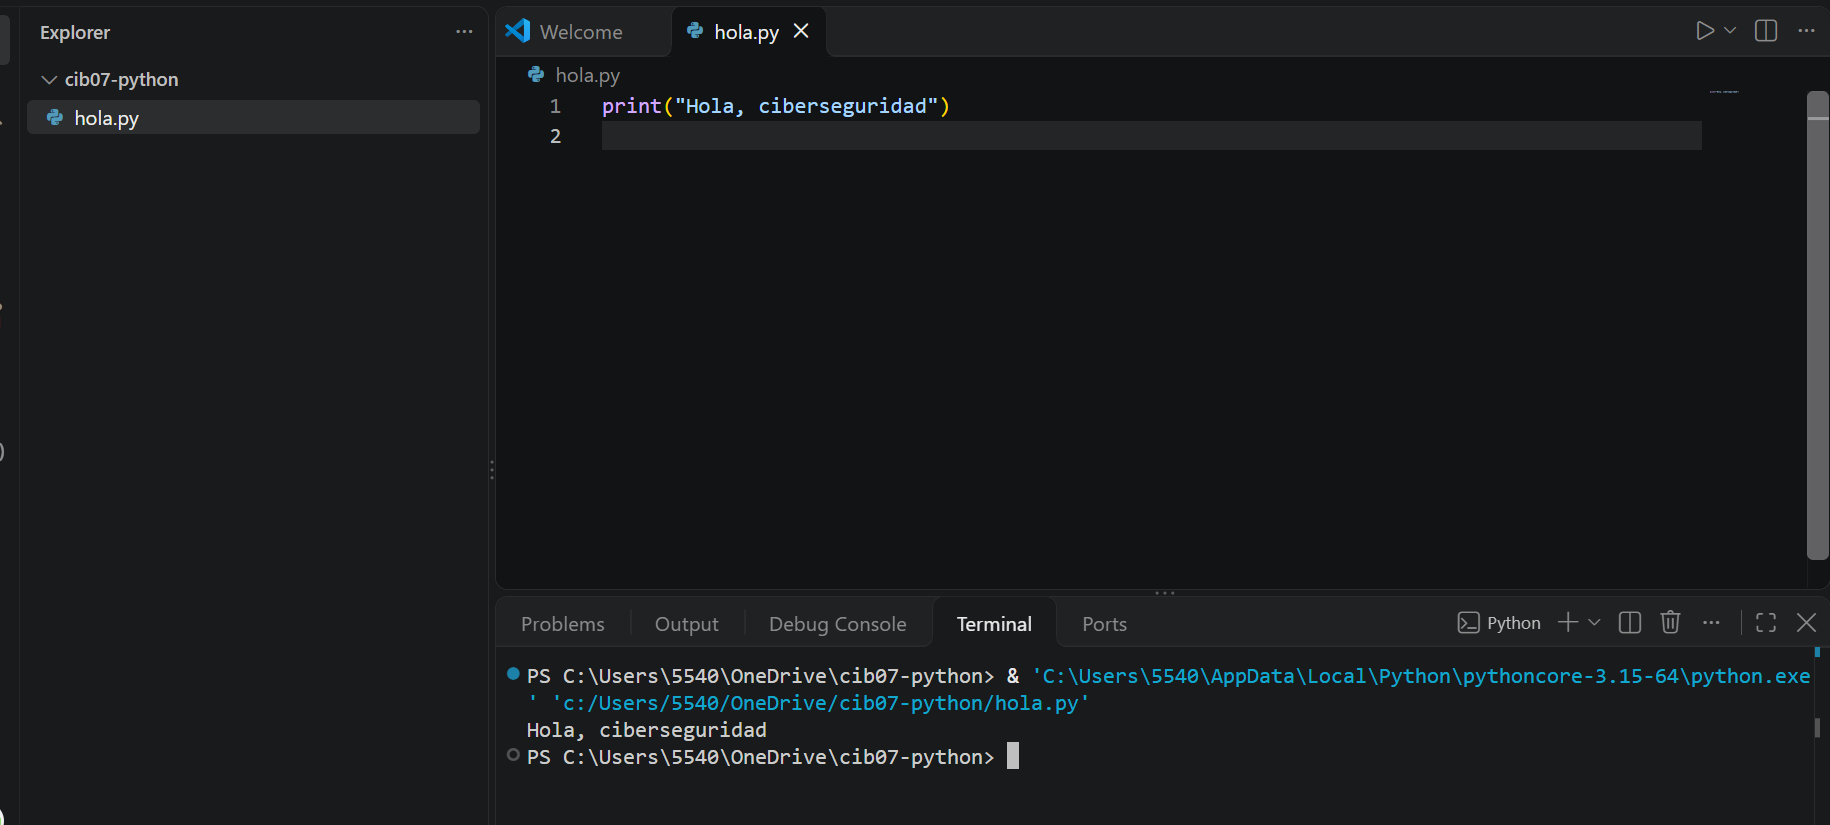 Explorer
cib07-python
hola.py
Welcome
hola.py
hola.py
1 print("Hola, ciberseguridad")
2
Problems Output Debug Console Terminal Ports
Python
PS C:\Users\5540\OneDrive\cib07-python> & 'C:\Users\5540\AppData\Local\Python\pythoncore-3.15-64\python.exe
' 'c:/Users/5540/OneDrive/cib07-python/hola.py'
Hola, ciberseguridad
PS C:\Users\5540\OneDrive\cib07-python>